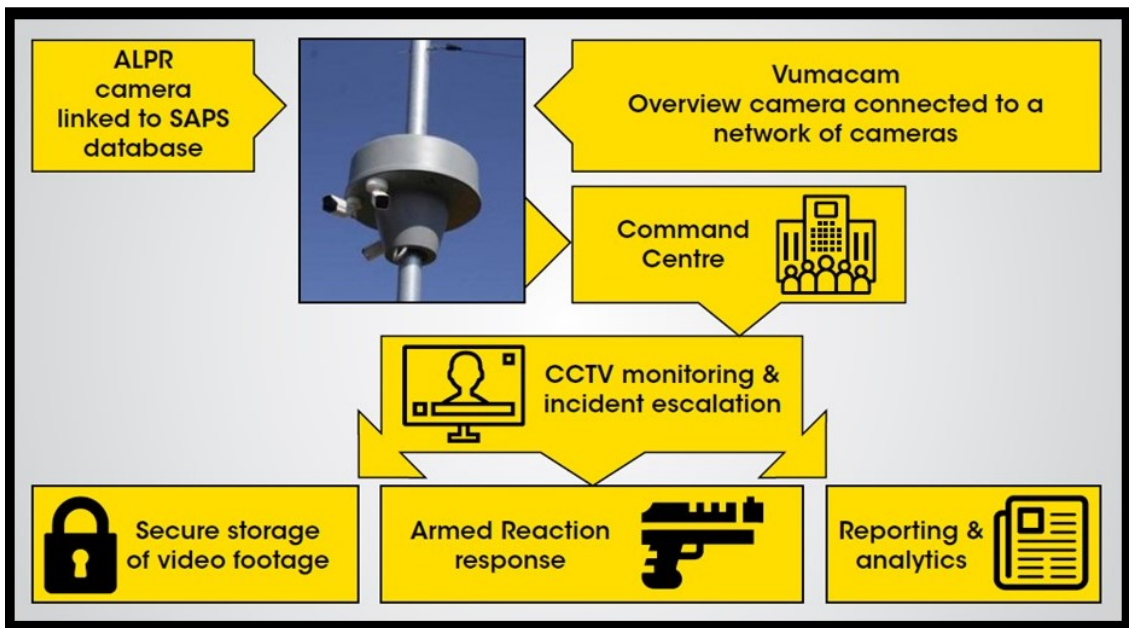 ALPR
camera
linked to SAPS
database
Vumacam
Overview camera connected to a
network of cameras
Command
Centre
CCTV monitoring &
incident escalation
Secure storage
of video footage
Armed Reaction
response
Reporting &
analytics